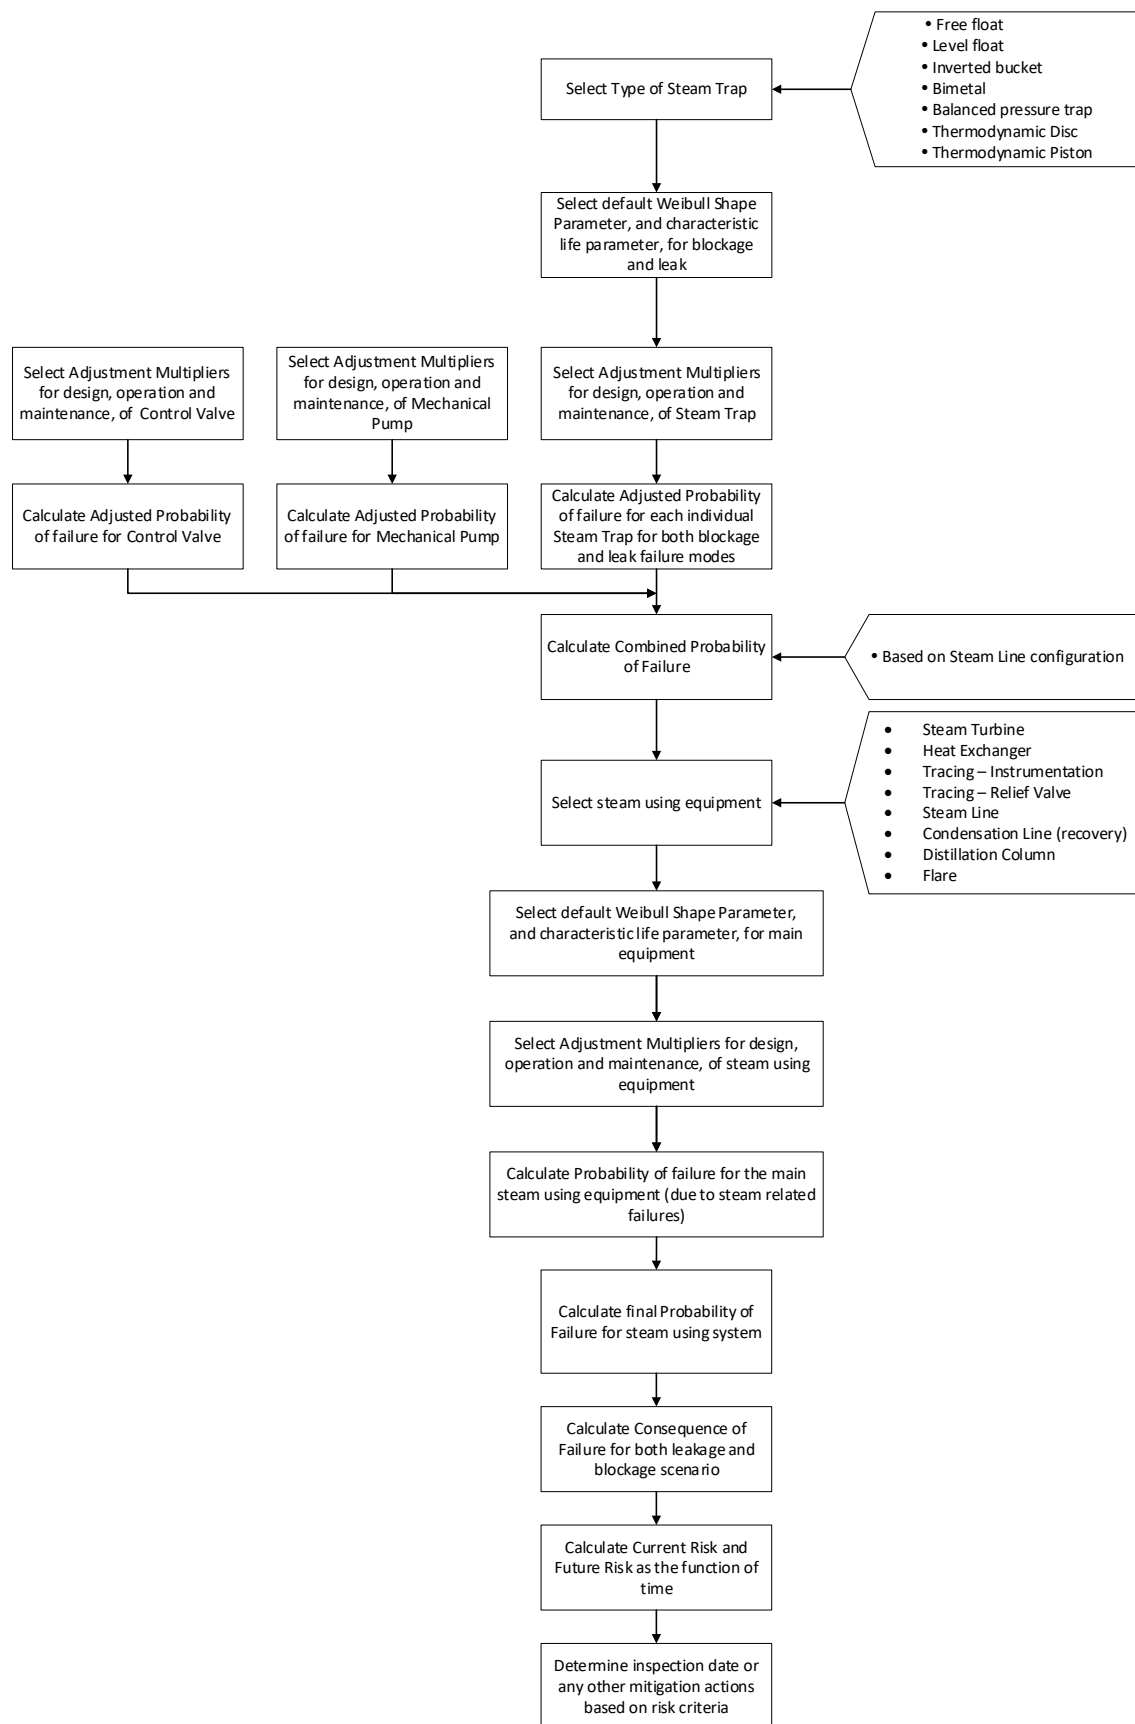 • Free float
• Level float
• Inverted bucket
• Bimetal
• Balanced pressure trap
• Thermodynamic Disc
• Thermodynamic Piston
Select Type of Steam Trap
Select default Weibull Shape
Parameter, and characteristic
life parameter, for blockage
and leak
Select Adjustment Multipliers
for design, operation and
maintenance, of Control Valve
Select Adjustment Multipliers
for design, operation and
maintenance, of Mechanical
Pump
Select Adjustment Multipliers
for design, operation and
maintenance, of Steam Trap
Calculate Adjusted Probability
of failure for Control Valve
Calculate Adjusted Probability
of failure for Mechanical Pump
Calculate Adjusted Probability
of failure for each individual
Steam Trap for both blockage
and leak failure modes
Calculate Combined Probability
of Failure
• Based on Steam Line configuration
• Steam Turbine
• Heat Exchanger
• Tracing – Instrumentation
• Tracing – Relief Valve
• Steam Line
• Condensation Line (recovery)
• Distillation Column
• Flare
Select steam using equipment
Select default Weibull Shape Parameter,
and characteristic life parameter, for main
equipment
Select Adjustment Multipliers for design,
operation and maintenance, of steam using
equipment
Calculate Probability of failure for the main
steam using equipment (due to steam related
failures)
Calculate final Probability of
Failure for steam using system
Calculate Consequence of
Failure for both leakage and
blockage scenario
Calculate Current Risk and
Future Risk as the function of
time
Determine inspection date or
any other mitigation actions
based on risk criteria